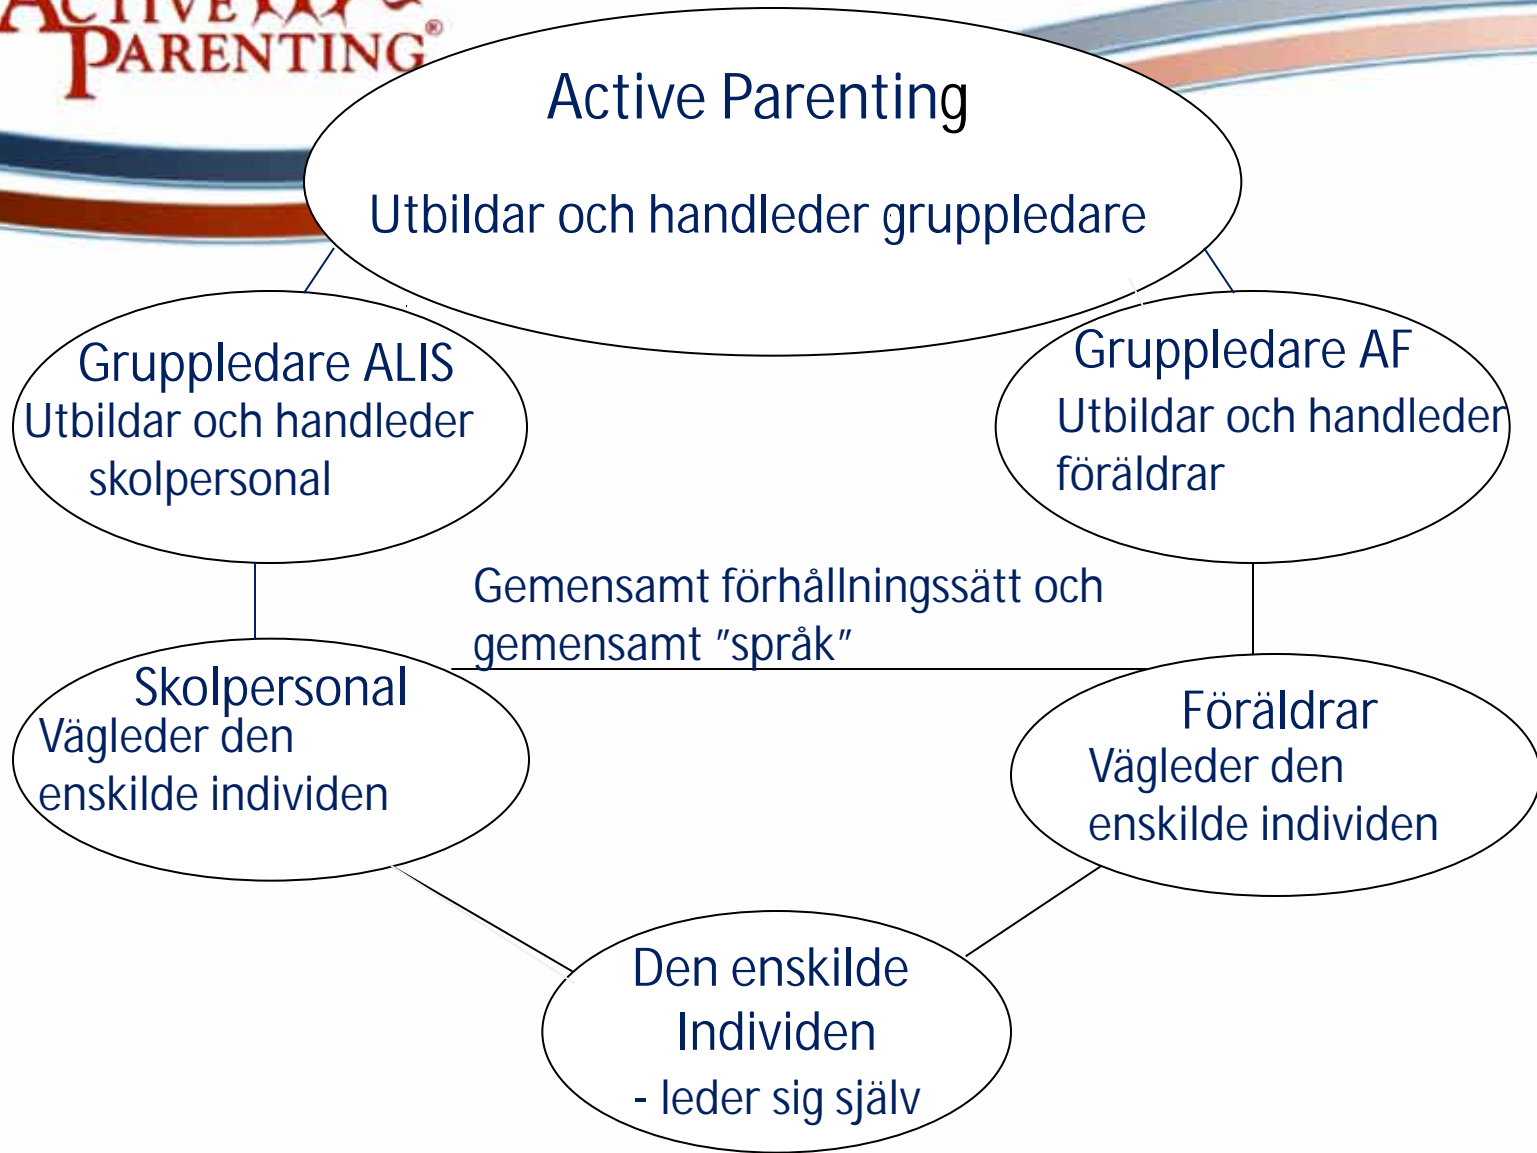 ACTIVE
PARENTING®
Active Parenting
Utbildar och handleder gruppledare
Gruppledare ALIS
Utbildar och handleder
skolpersonal
Gruppledare AF
Utbildar och handleder
föräldrar
Gemensamt förhållningssätt och
gemensamt ”språk”
Skolpersonal
Vägleder den
enskilde individen
Föräldrar
Vägleder den
enskilde individen
Den enskilde
Individen
- leder sig själv